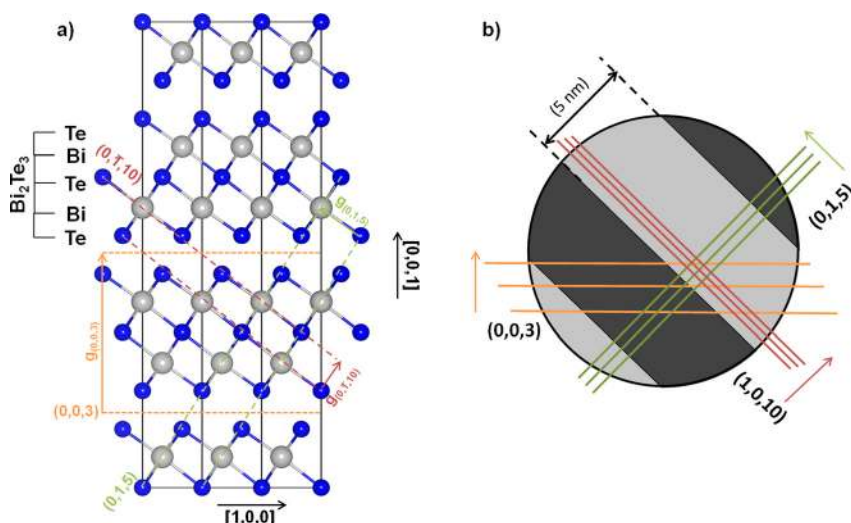 a)
Bi₂Te₃
Te
Bi
Te
Bi
Te
(0,1̄,10)
g(0,1,5)
[0,0,1]
g(0,0,3)
g(0,1̄,10)
(0,0,3)
(0,1,5)
[1,0,0]
b)
(5 nm)
(0,1,5)
(0,0,3)
(1,0,10)